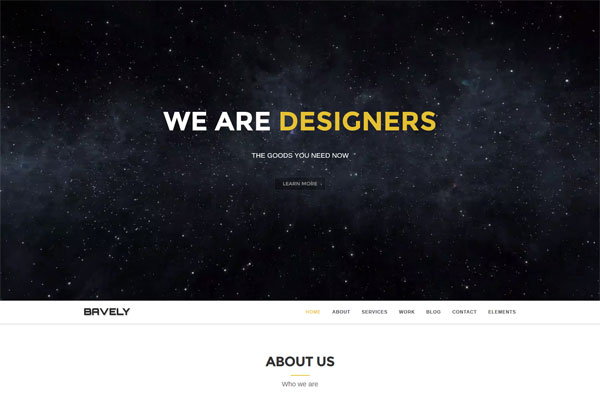 WE ARE DESIGNERS
THE GOODS YOU NEED NOW
LEARN MORE
BAVELY
HOME ABOUT SERVICES WORK BLOG CONTACT ELEMENTS
ABOUT US
Who we are